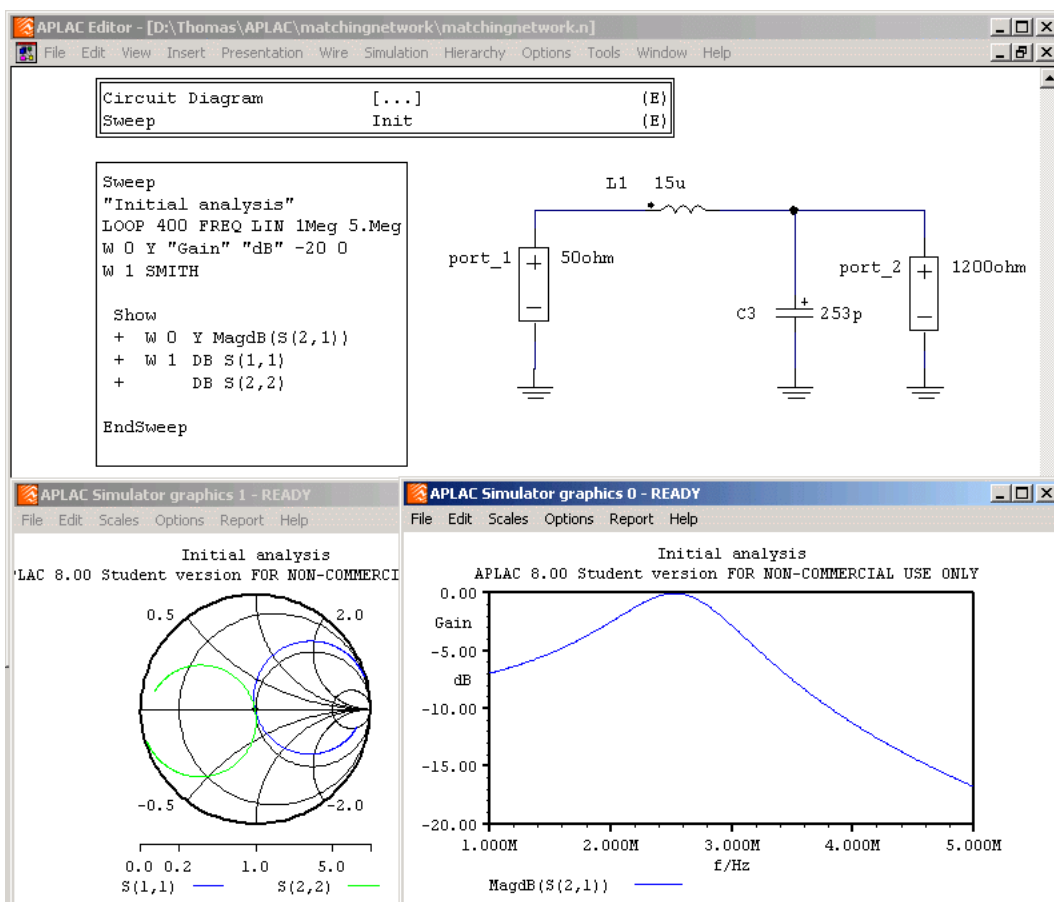 APLAC Editor - [D:\Thomas\APLAC\matchingnetwork\matchingnetwork.n]
File Edit View Insert Presentation Wire Simulation Hierarchy Options Tools Window Help
Circuit Diagram [...] (E)
Sweep Init (E)
Sweep
"Initial analysis"
LOOP 400 FREQ LIN 1Meg 5.Meg
W 0 Y "Gain" "dB" -20 0
W 1 SMITH
Show
+ W 0 Y MagdB(S(2,1))
+ W 1 DB S(1,1)
+ DB S(2,2)
EndSweep
L1 15u
port_1 + 50ohm
−
port_2 + 1200ohm
−
C3 + 253p
APLAC Simulator graphics 1 - READY
File Edit Scales Options Report Help
Initial analysis
PLAC 8.00 Student version FOR NON-COMMERCI
0.5 2.0
-0.5 -2.0
0.0 0.2 1.0 5.0
S(1,1) S(2,2)
APLAC Simulator graphics 0 - READY
File Edit Scales Options Report Help
Initial analysis
APLAC 8.00 Student version FOR NON-COMMERCIAL USE ONLY
0.00
Gain
-5.00
dB
-10.00
-15.00
-20.00
1.000M 2.000M 3.000M 4.000M 5.000M
f/Hz
MagdB(S(2,1))